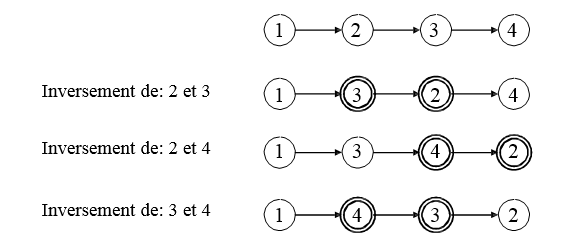 1 2 3 4
Inversement de: 2 et 3 1 3 2 4
Inversement de: 2 et 4 1 3 4 2
Inversement de: 3 et 4 1 4 3 2